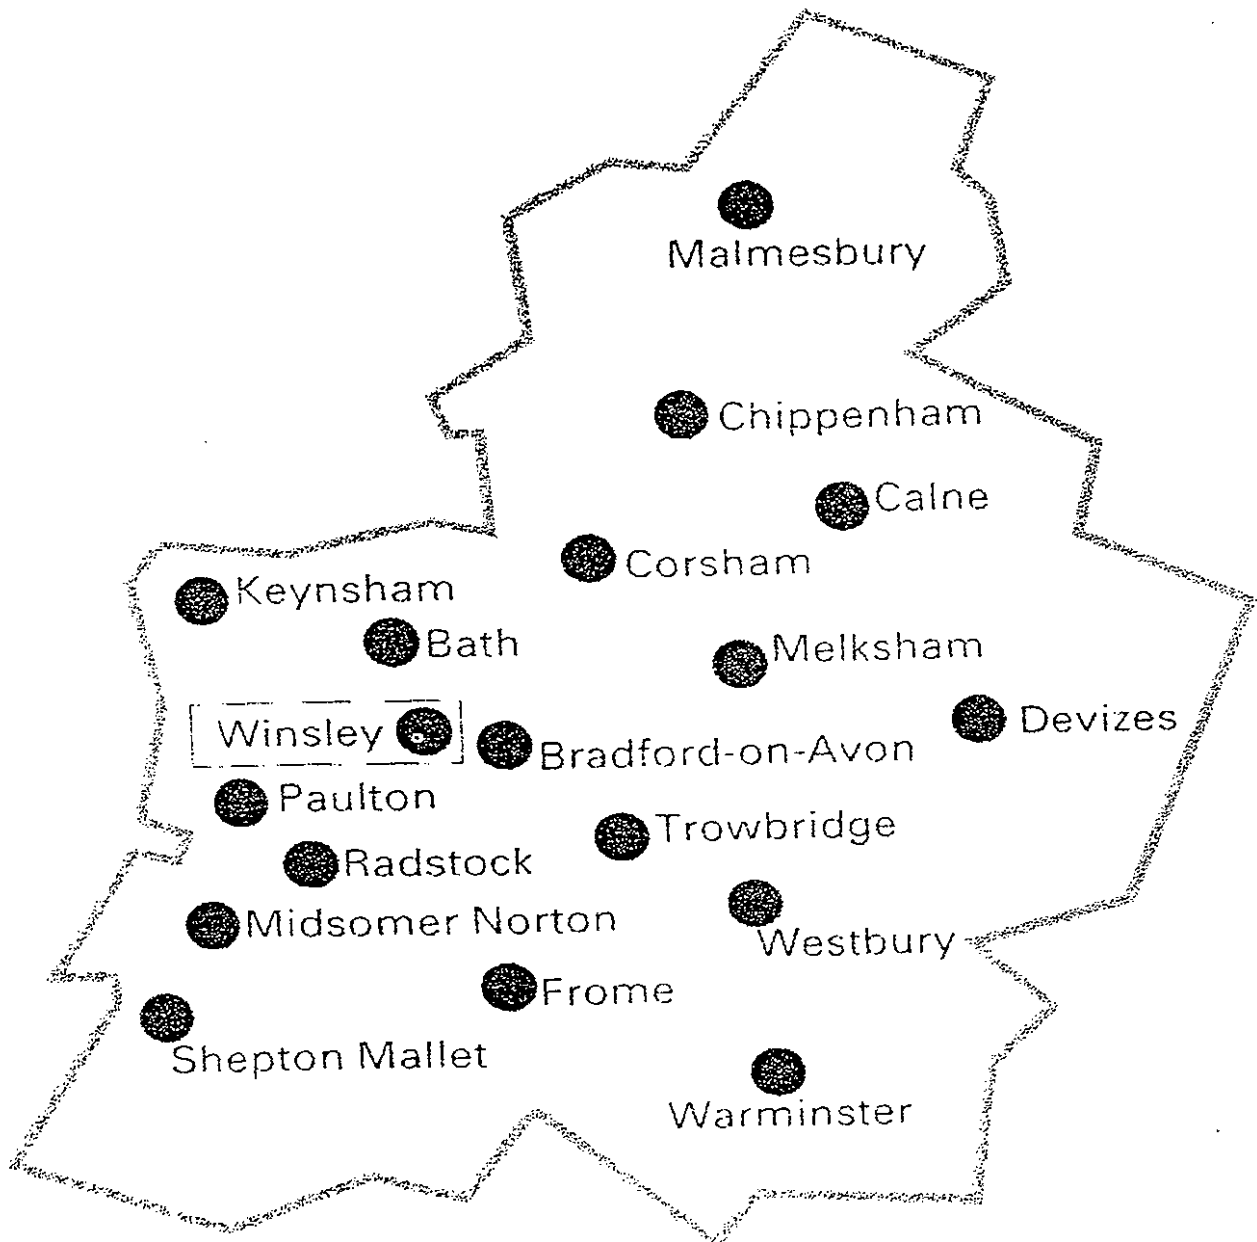 Malmesbury
Chippenham
Calne
Corsham
Keynsham
Bath
Melksham
Winsley
Bradford-on-Avon
Devizes
Paulton
Trowbridge
Radstock
Midsomer Norton
Westbury
Frome
Shepton Mallet
Warminster